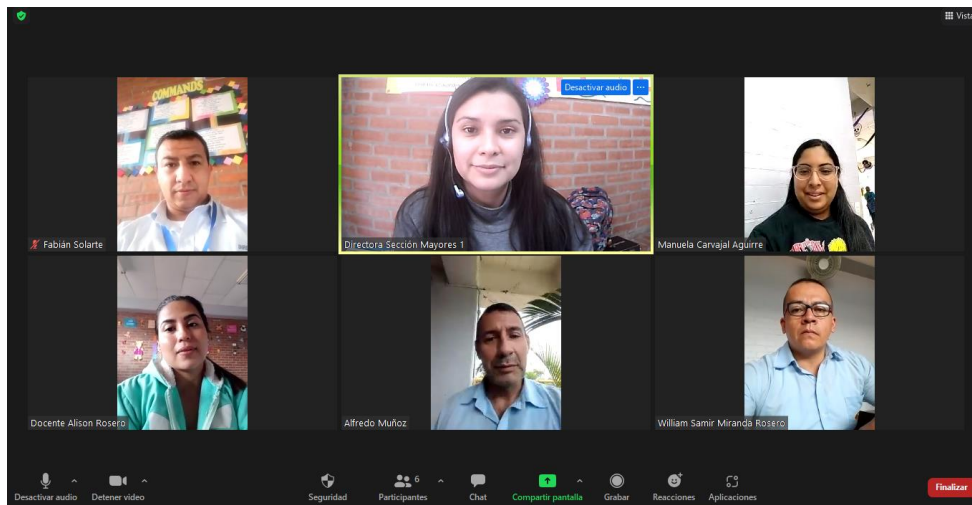 Vista
COMMANDS
Desactivar audio
Fabián Solarte
Directora Sección Mayores 1
Manuela Carvajal Aguirre
Docente Alison Rosero
Alfredo Muñoz
William Samir Miranda Rosero
6
Desactivar audio
Detener video
Seguridad
Participantes
Chat
Compartir pantalla
Grabar
Reacciones
Aplicaciones
Finalizar